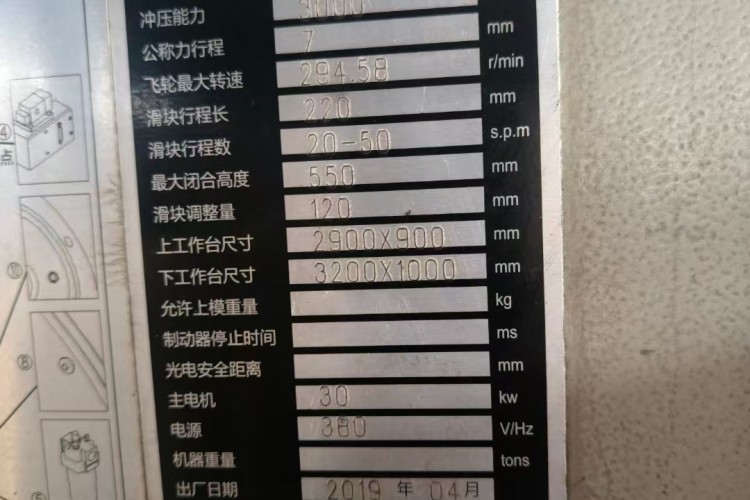 冲压能力 3000
公称力行程 7 mm
飞轮最大转速 294.58 r/min
滑块行程长 220 mm
滑块行程数 20-50 s.p.m
最大闭合高度 550 mm
滑块调整量 120 mm
上工作台尺寸 2900X900 mm
下工作台尺寸 3200X1000 mm
允许上模重量 kg
制动器停止时间 ms
光电安全距离 mm
主电机 30 kw
电源 380 V/Hz
机器重量 tons
出厂日期 2019 年 04 月
④
点
⑩
⑧